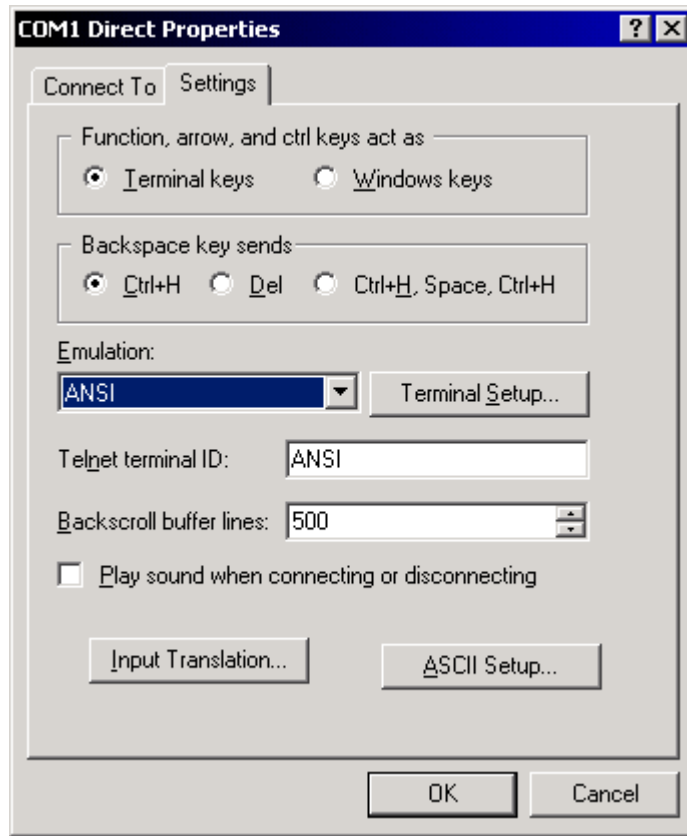 COM1 Direct Properties
Connect To Settings
Function, arrow, and ctrl keys act as
Terminal keys Windows keys
Backspace key sends
Ctrl+H Del Ctrl+H, Space, Ctrl+H
Emulation:
ANSI Terminal Setup...
Telnet terminal ID: ANSI
Backscroll buffer lines: 500
Play sound when connecting or disconnecting
Input Translation... ASCII Setup...
OK Cancel